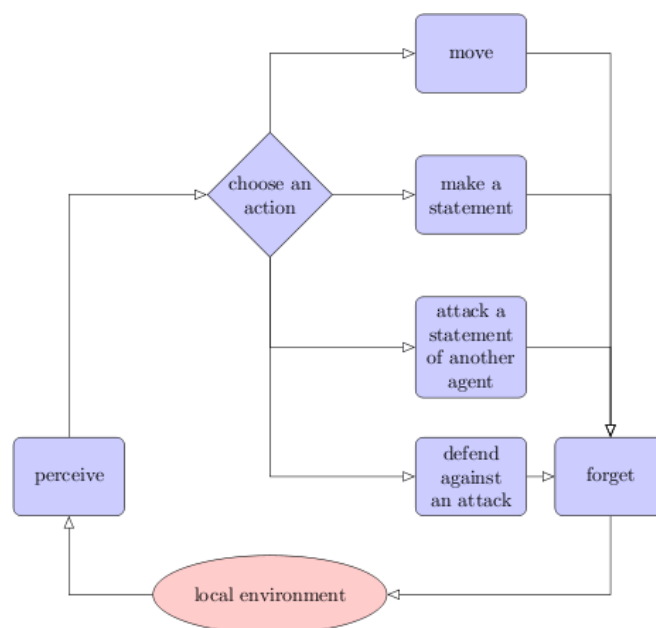 move
choose an
action
make a
statement
attack a
statement
of another
agent
perceive
defend
against
an attack
forget
local environment